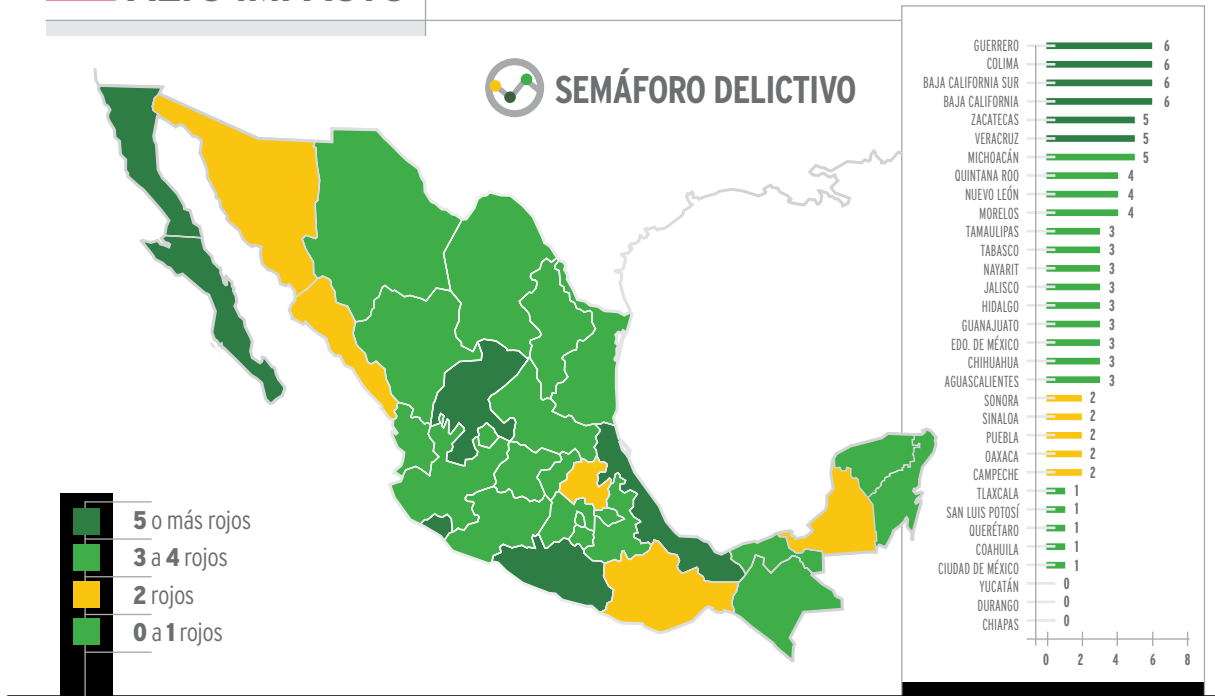 SEMÁFORO DELICTIVO
5 o más rojos
3 a 4 rojos
2 rojos
0 a 1 rojos
GUERRERO 6
COLIMA 6
BAJA CALIFORNIA SUR 6
BAJA CALIFORNIA 6
ZACATECAS 5
VERACRUZ 5
MICHOACÁN 5
QUINTANA ROO 4
NUEVO LEÓN 4
MORELOS 4
TAMAULIPAS 3
TABASCO 3
NAYARIT 3
JALISCO 3
HIDALGO 3
GUANAJUATO 3
EDO. DE MÉXICO 3
CHIHUAHUA 3
AGUASCALIENTES 3
SONORA 2
SINALOA 2
PUEBLA 2
OAXACA 2
CAMPECHE 2
TLAXCALA 1
SAN LUIS POTOSÍ 1
QUERÉTARO 1
COAHUILA 1
CIUDAD DE MÉXICO 1
YUCATÁN 0
DURANGO 0
CHIAPAS 0
0 2 4 6 8